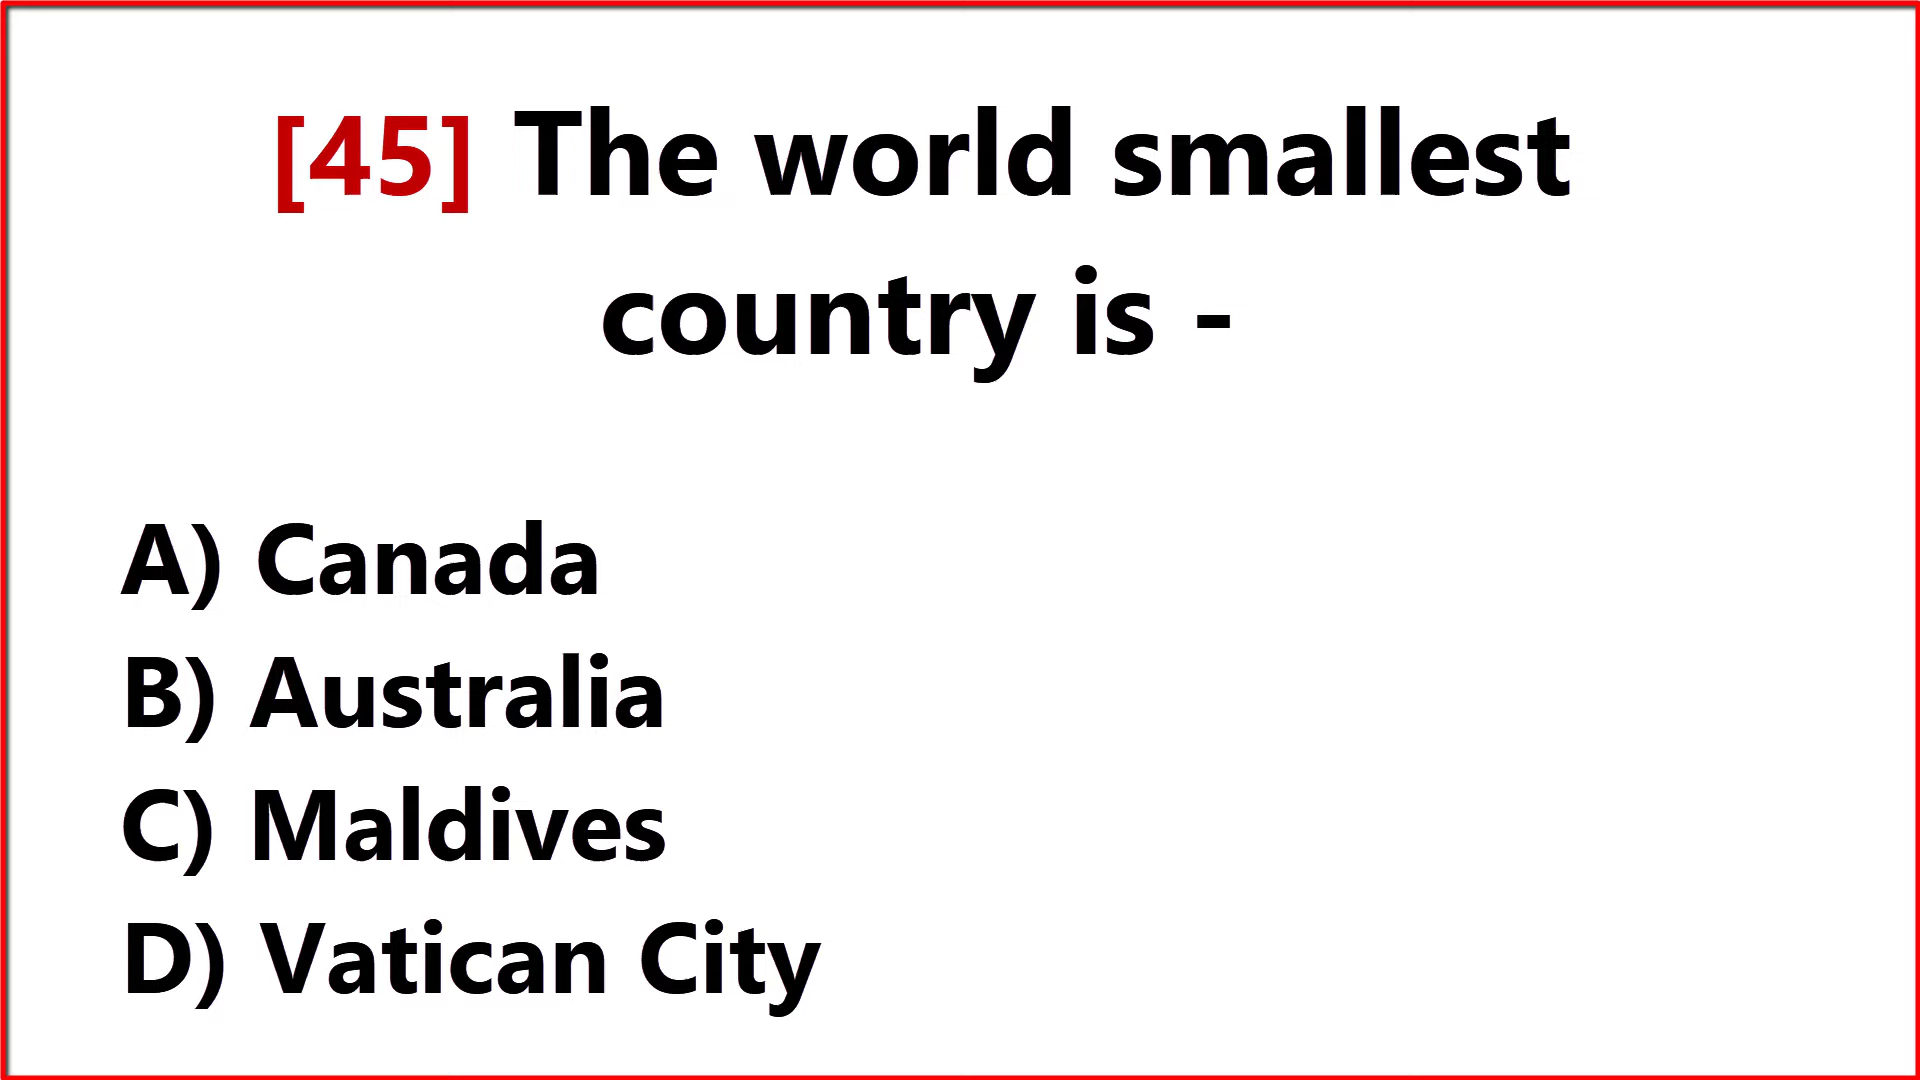 [45] The world smallest
country is -
A) Canada
B) Australia
C) Maldives
D) Vatican City